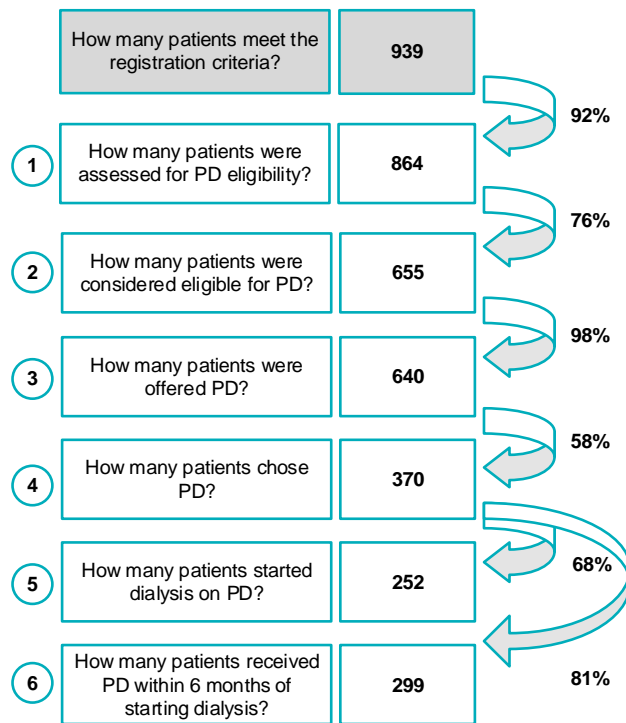 How many patients meet the
registration criteria?
939
92%
1
How many patients were
assessed for PD eligibility?
864
76%
2
How many patients were
considered eligible for PD?
655
98%
3
How many patients were
offered PD?
640
58%
4
How many patients chose
PD?
370
68%
5
How many patients started
dialysis on PD?
252
81%
6
How many patients received
PD within 6 months of
starting dialysis?
299